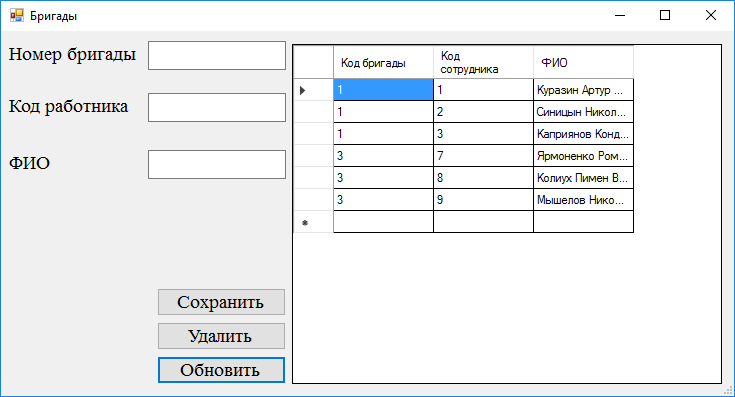 Бригады
Номер бригады
Код работника
ФИО
Сохранить
Удалить
Обновить
Код бригады Код сотрудника ФИО
1 1 Куразин Артур ...
1 2 Синицын Никол...
1 3 Каприянов Конд...
3 7 Ярмоненко Ром...
3 8 Колиух Пимен В...
3 9 Мышелов Нико...